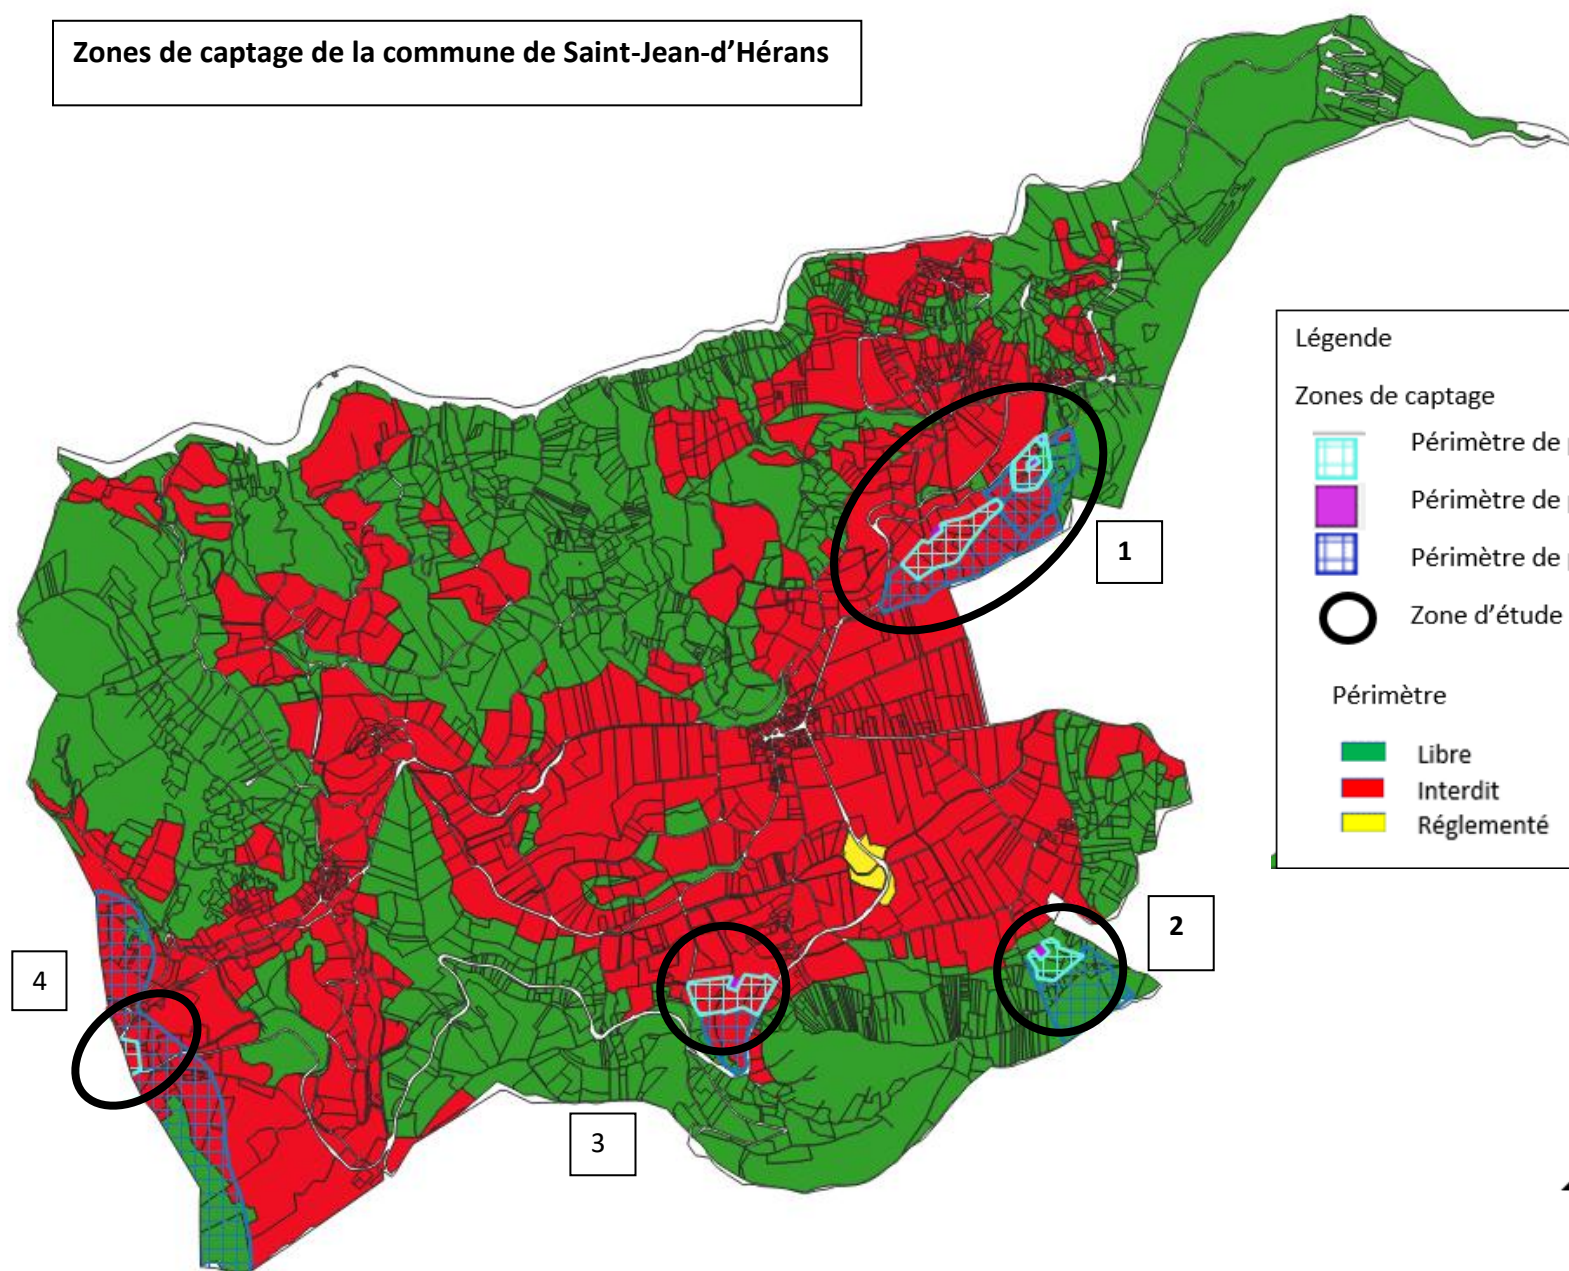 Zones de captage de la commune de Saint-Jean-d'Hérans
Légende
Zones de captage
Périmètre de
Périmètre de
Périmètre de
Zone d'étude
Périmètre
Libre
Interdit
Réglementé
1
2
3
4